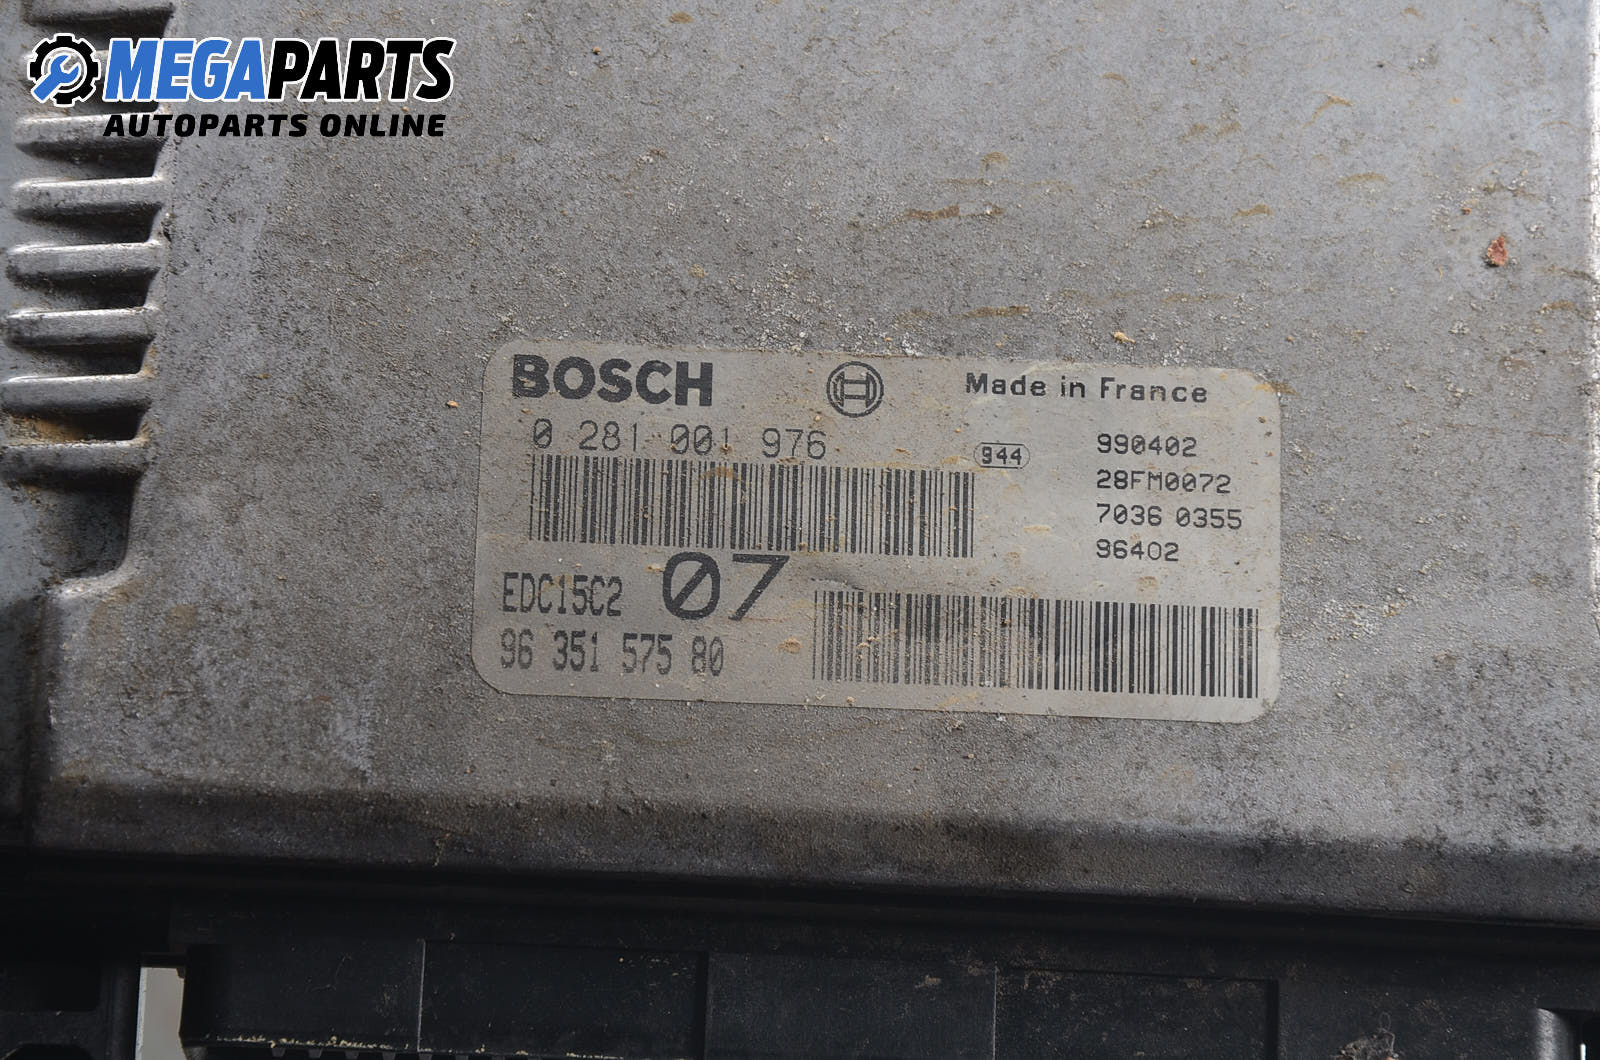 MEGAPARTS
AUTOPARTS ONLINE
BOSCH
Made in France
0 281 001 976
944
990402
28FM0072
7036 0355
96402
EDC15C2
07
96 351 575 80